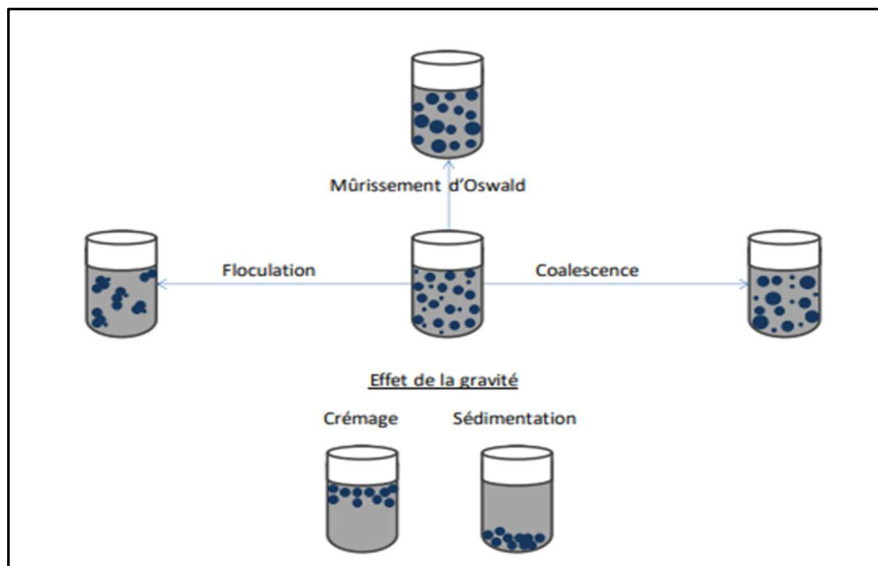 Mûrissement d'Oswald
Floculation
Coalescence
Effet de la gravité
Crémage
Sédimentation